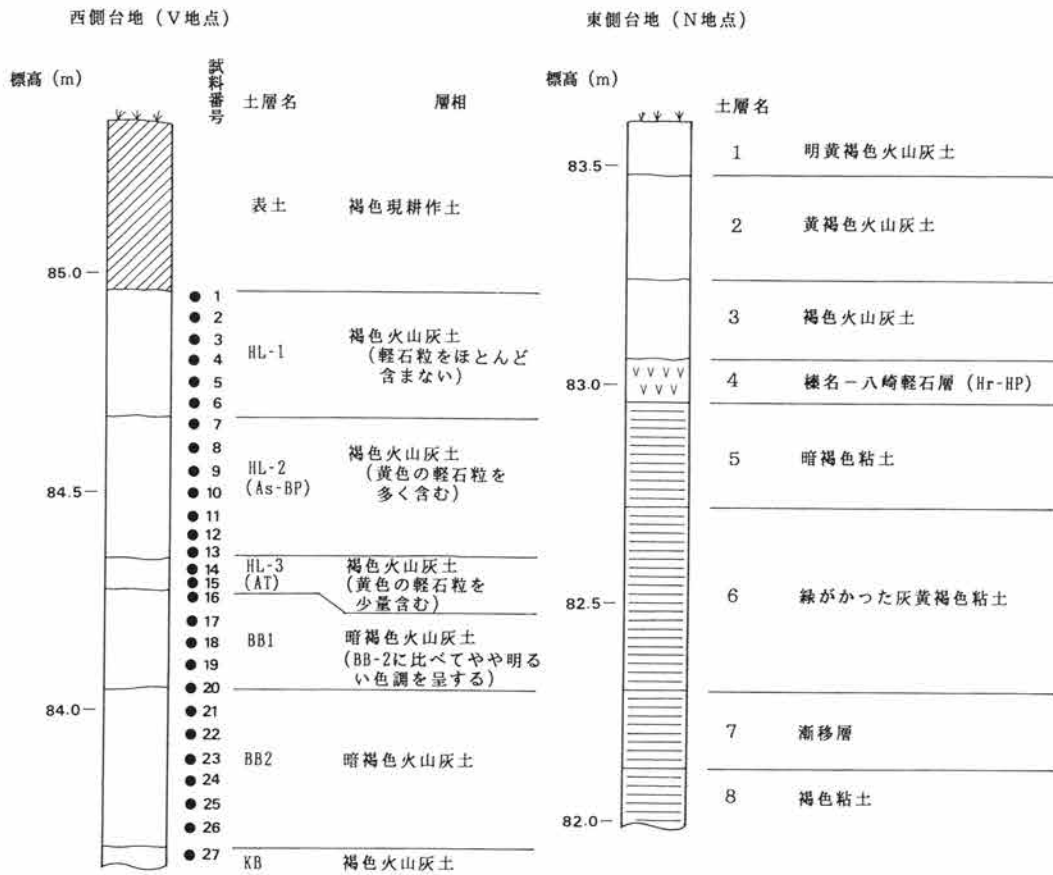 西側台地 (V地点)
標高 (m)
試料番号
土層名
層相
表土
褐色現耕作土
85.0
1
2
3
4
5
6
HL-1
褐色火山灰土
(軽石粒をほとんど
含まない)
7
8
9
10
11
12
13
84.5
HL-2
(As-BP)
褐色火山灰土
(黄色の軽石粒を
多く含む)
14
15
16
HL-3
(AT)
褐色火山灰土
(黄色の軽石粒を
少量含む)
17
18
19
20
BB1
暗褐色火山灰土
(BB-2に比べてやや明る
い色調を呈する)
84.0
21
22
23
24
25
26
BB2
暗褐色火山灰土
27
KB
褐色火山灰土
東側台地 (N地点)
標高 (m)
土層名
83.5
1 明黄褐色火山灰土
2 黄褐色火山灰土
3 褐色火山灰土
83.0
4 榛名-八崎軽石層 (Hr-HP)
5 暗褐色粘土
82.5
6 緑がかった灰黄褐色粘土
7 漸移層
8 褐色粘土
82.0